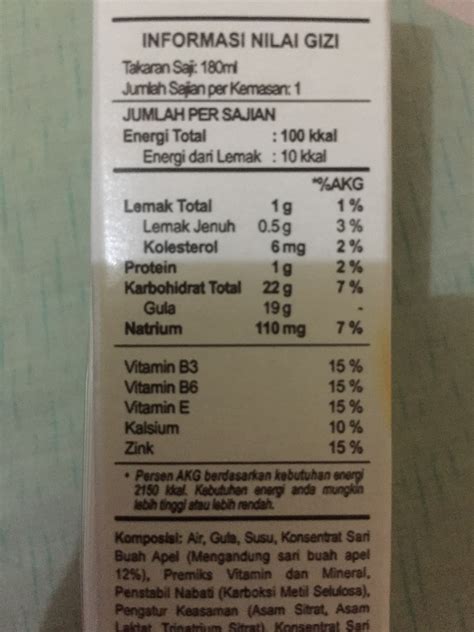 INFORMASI NILAI GIZI
Takaran Saji: 180ml
Jumlah Sajian per Kemasan: 1
JUMLAH PER SAJIAN
Energi Total : 100 kkal
Energi dari Lemak : 10 kkal
*%AKG
Lemak Total 1 g 1 %
Lemak Jenuh 0.5 g 3 %
Kolesterol 6 mg 2 %
Protein 1 g 2 %
Karbohidrat Total 22 g 7 %
Gula 19 g -
Natrium 110 mg 7 %
Vitamin B3 15 %
Vitamin B6 15 %
Vitamin E 15 %
Kalsium 10 %
Zink 15 %
* Persen AKG berdasarkan kebutuhan energi
2150 kkal. Kebutuhan energi anda mungkin
lebih tinggi atau lebih rendah.
Komposisi: Air, Gula, Susu, Konsentrat Sari
Buah Apel (Mengandung sari buah apel
12%), Premiks Vitamin dan Mineral,
Penstabil Nabati (Karboksi Metil Selulosa),
Pengatur Keasaman (Asam Sitrat, Asam
Laktat, Trinatrium Sitrat), Konsentrat Sari